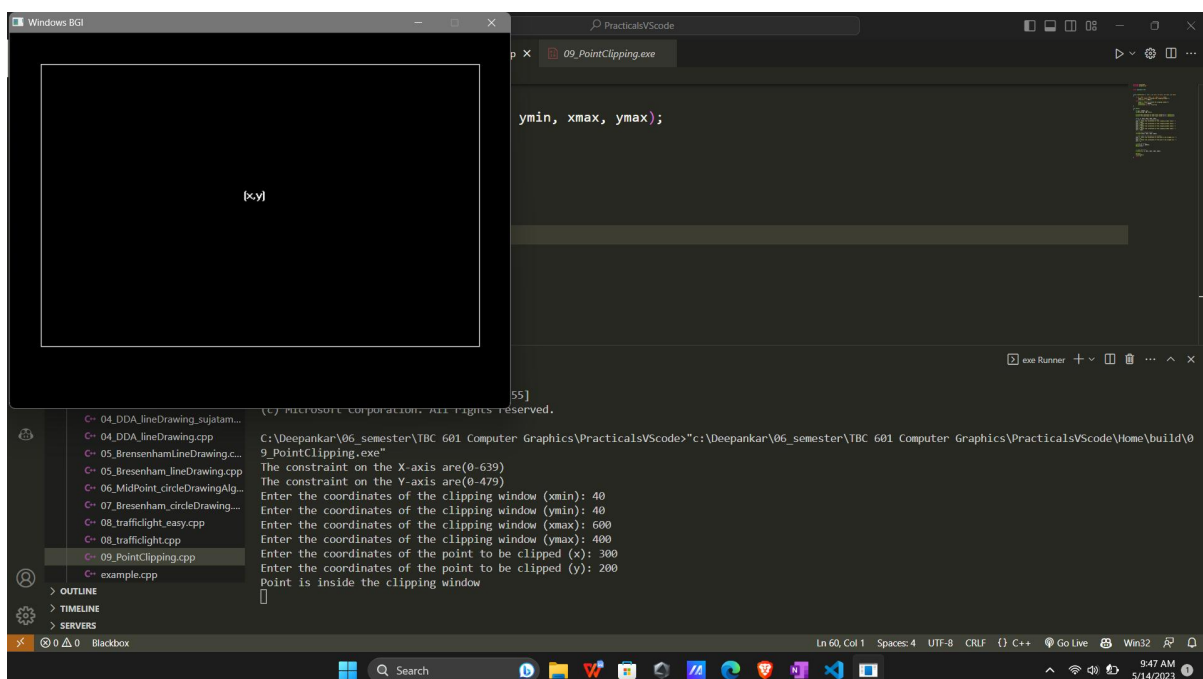 Windows BGI
PracticalsVScode
p
09_PointClipping.exe
ymin, xmax, ymax);
(x,y)
exe Runner
55]
(c) Microsoft Corporation. All rights reserved.
C:\Deepankar\06_semester\TBC 601 Computer Graphics\PracticalsVScode>"c:\Deepankar\06_semester\TBC 601 Computer Graphics\PracticalsVScode\Home\build\0
9_PointClipping.exe"
The constraint on the X-axis are(0-639)
The constraint on the Y-axis are(0-479)
Enter the coordinates of the clipping window (xmin): 40
Enter the coordinates of the clipping window (ymin): 40
Enter the coordinates of the clipping window (xmax): 600
Enter the coordinates of the clipping window (ymax): 400
Enter the coordinates of the point to be clipped (x): 300
Enter the coordinates of the point to be clipped (y): 200
Point is inside the clipping window
04_DDA_lineDrawing_sujatam...
04_DDA_lineDrawing.cpp
05_BrensenhamLineDrawing.c...
05_Bresenham_lineDrawing.cpp
06_MidPoint_circleDrawingAlg...
07_Bresenham_circleDrawing....
08_trafficlight_easy.cpp
08_trafficlight.cpp
09_PointClipping.cpp
example.cpp
OUTLINE
TIMELINE
SERVERS
0 0 Blackbox
Ln 60, Col 1 Spaces: 4 UTF-8 CRLF {} C++ Go Live Win32
Search
9:47 AM
5/14/2023
1